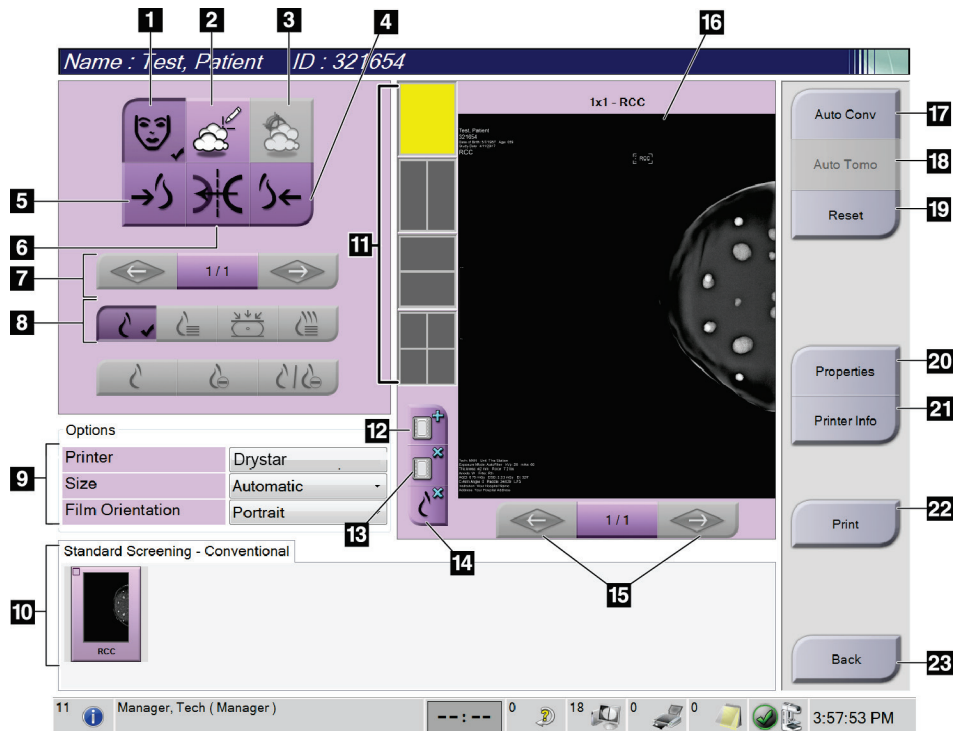 1 2 3 4 16
Name : Test, Patient ID : 321654
1x1 - RCC
Test, Patient
321654
RCC
RCC
Auto Conv 17
Auto Tomo 18
Reset 19
5
6
7 1 / 1
8
11
Properties 20
Printer Info 21
12
13
14
Options
9
Printer Drystar
Size Automatic
Film Orientation Portrait
1 / 1
15
Print 22
Standard Screening - Conventional
10
RCC
Back 23
11 Manager, Tech ( Manager ) --:-- 0 18 0 0 3:57:53 PM